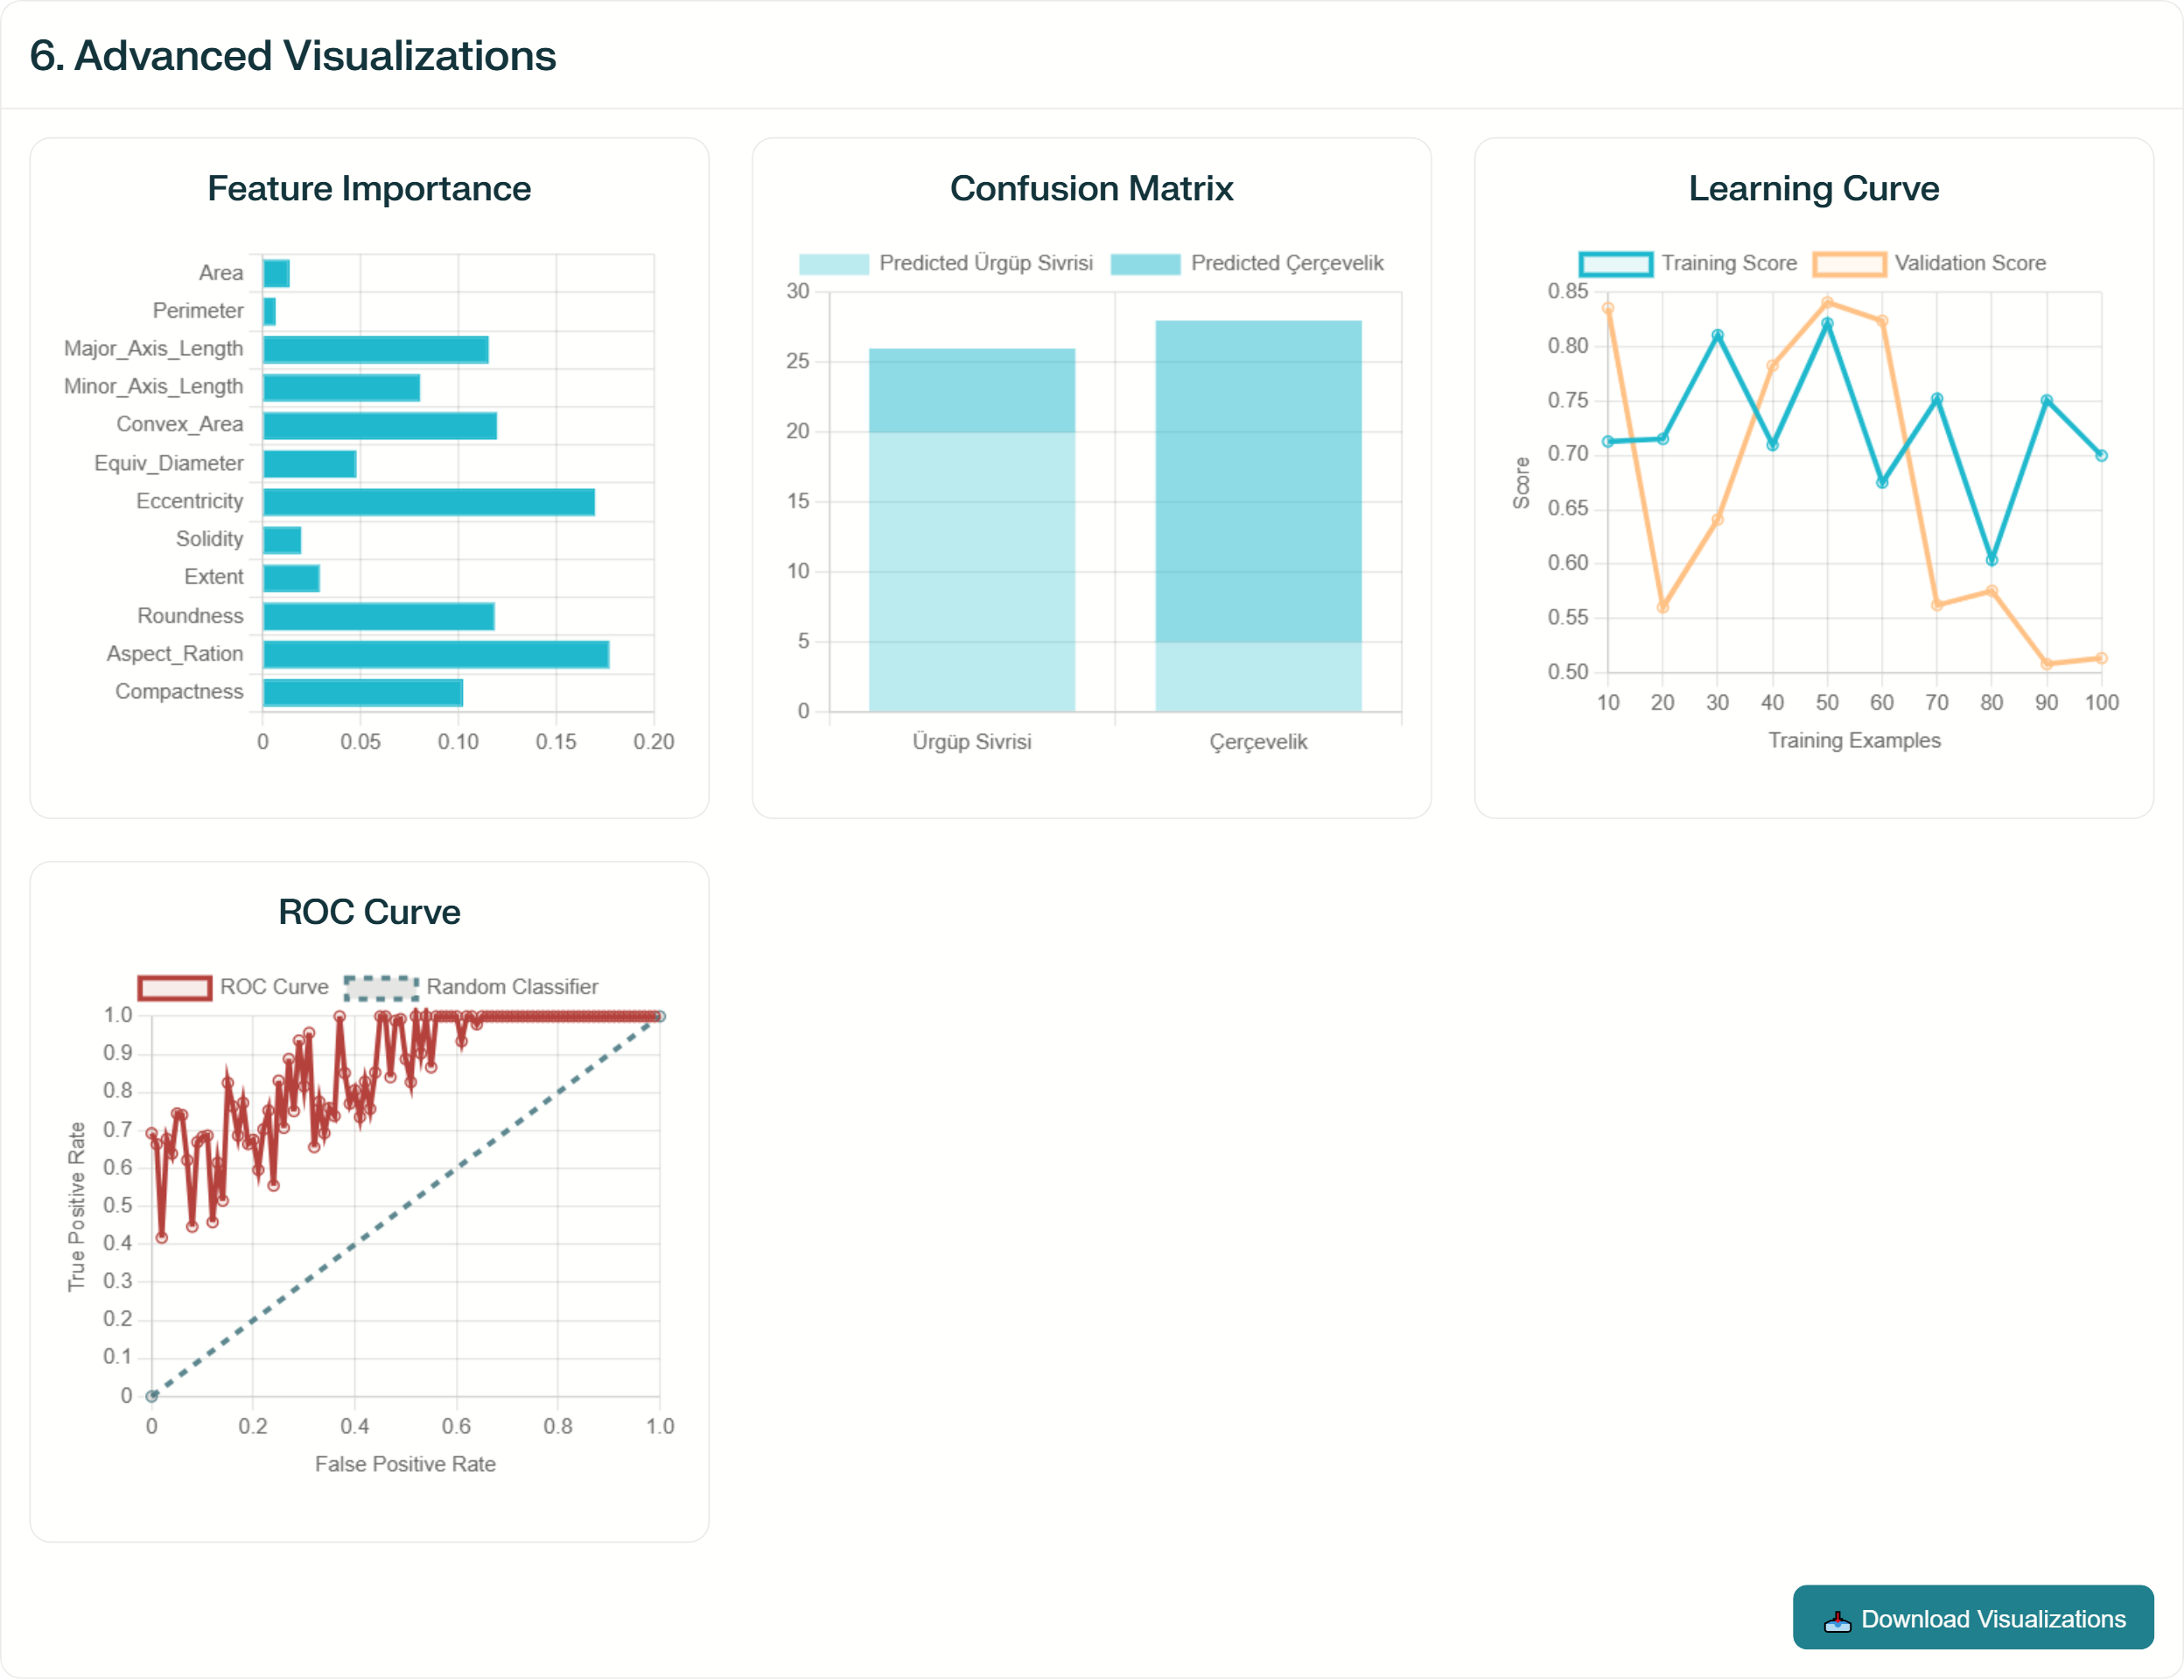 6. Advanced Visualizations
Feature Importance
Area
Perimeter
Major_Axis_Length
Minor_Axis_Length
Convex_Area
Equiv_Diameter
Eccentricity
Solidity
Extent
Roundness
Aspect_Ration
Compactness
0 0.05 0.10 0.15 0.20
Confusion Matrix
Predicted Ürgüp Sivrisi Predicted Çerçevelik
30
25
20
15
10
5
0
Ürgüp Sivrisi Çerçevelik
Learning Curve
Training Score Validation Score
0.85
0.80
0.75
0.70
0.65
0.60
0.55
0.50
Score
10 20 30 40 50 60 70 80 90 100
Training Examples
ROC Curve
ROC Curve Random Classifier
1.0
0.9
0.8
0.7
0.6
0.5
0.4
0.3
0.2
0.1
0
True Positive Rate
0 0.2 0.4 0.6 0.8 1.0
False Positive Rate
Download Visualizations